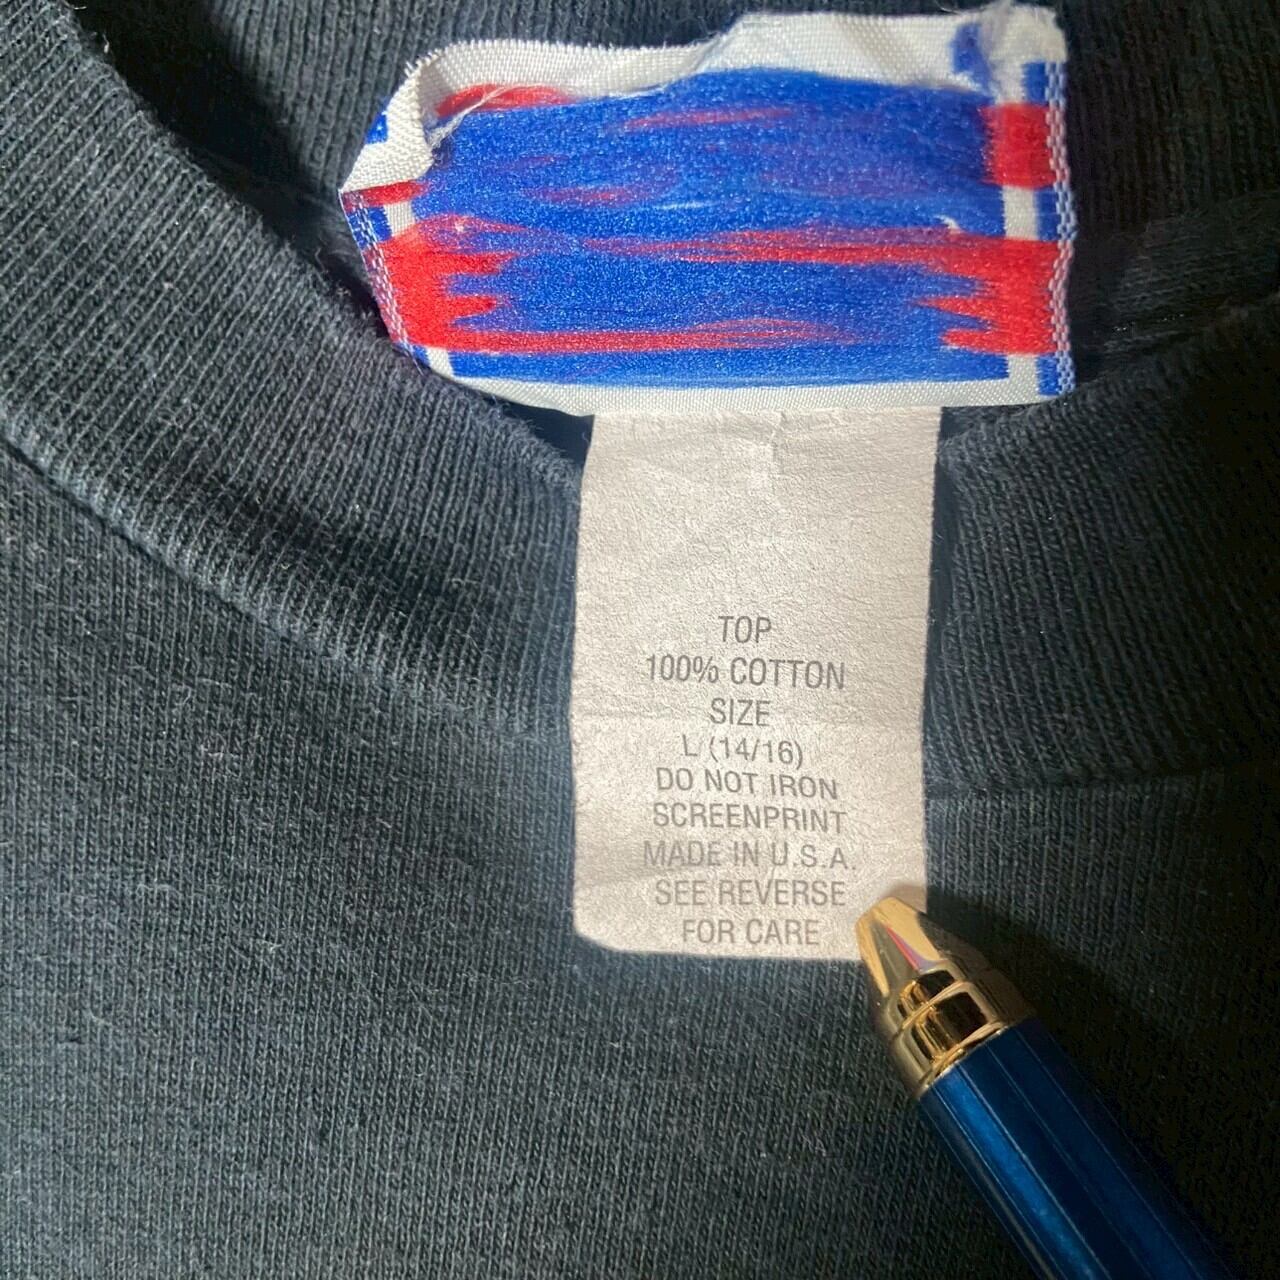 TOP
100% COTTON
SIZE
L (14/16)
DO NOT IRON
SCREENPRINT
MADE IN U.S.A.
SEE REVERSE
FOR CARE